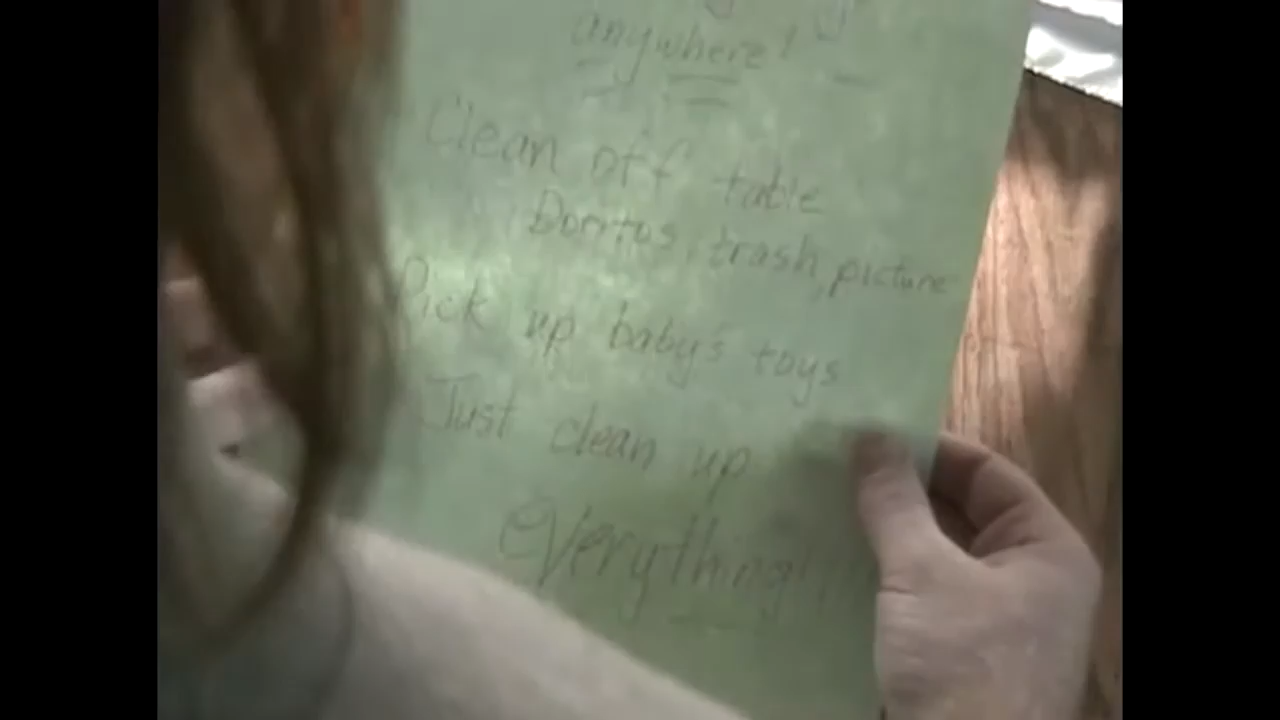 anywhere!
Clean off table
Doritos, trash, picture
Pick up baby's toys
Just clean up
everything!